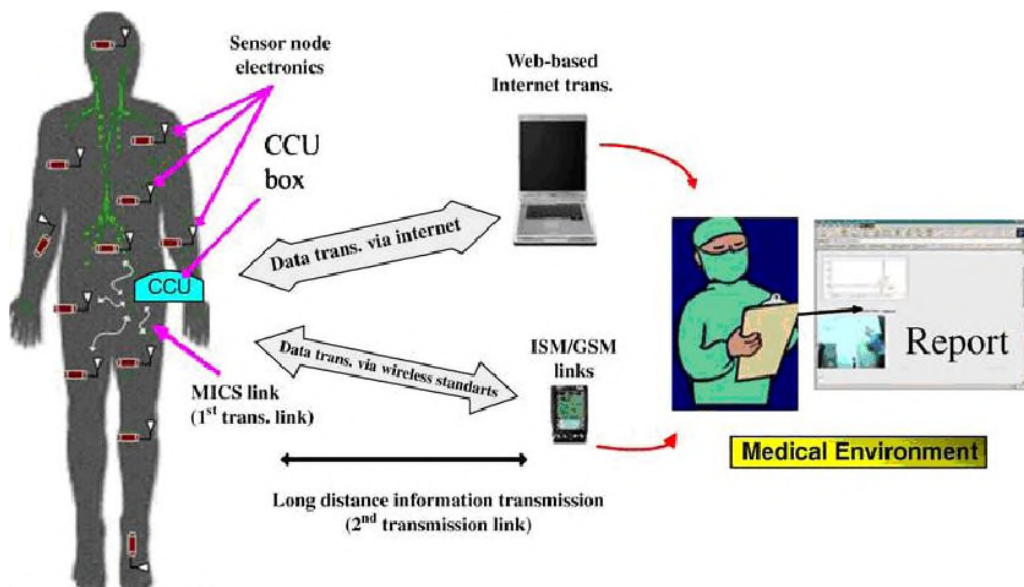 Sensor node
electronics
CCU
box
CCU
MICS link
(1st trans. link)
Web-based
Internet trans.
Data trans. via internet
Data trans. via wireless standarts
ISM/GSM
links
Long distance information transmission
(2nd transmission link)
Report
Medical Environment